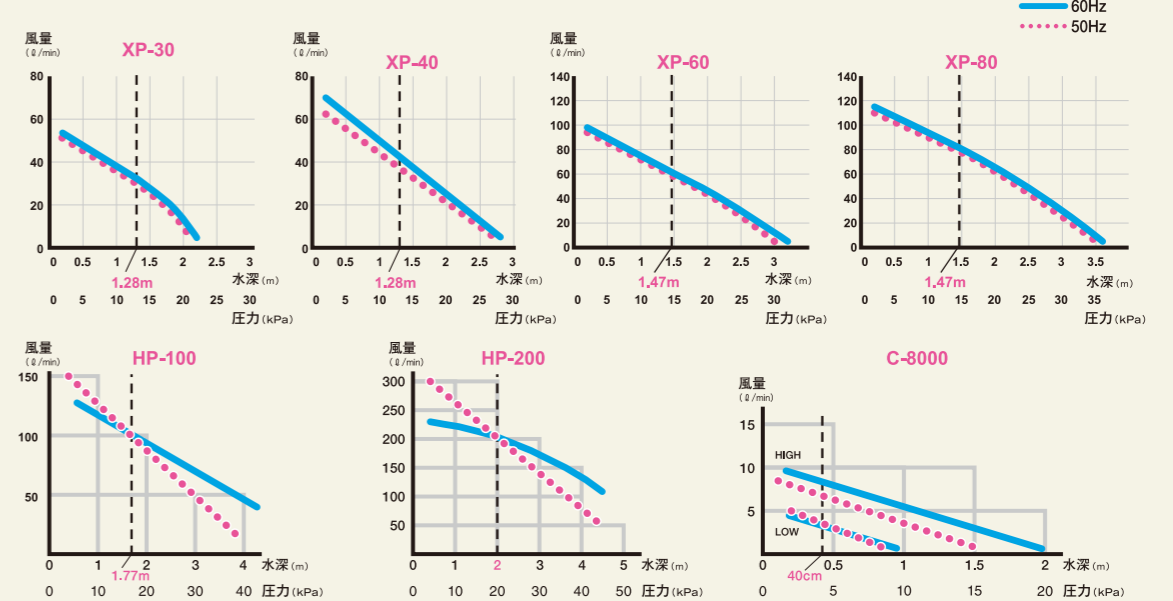 60Hz
50Hz
風量
(ℓ/min)
XP-30
80
60
40
20
0
0 0.5 1 1.5 2 2.5 3
1.28m
水深(m)
0 5 10 15 20 25 30
圧力(kPa)
風量
(ℓ/min)
XP-40
80
60
40
20
0
0 0.5 1 1.5 2 2.5 3
1.28m
水深(m)
0 5 10 15 20 25 30
圧力(kPa)
風量
(ℓ/min)
XP-60
140
120
100
80
60
40
20
0
0 0.5 1 1.5 2 2.5 3
1.47m
水深(m)
0 5 10 15 20 25 30
圧力(kPa)
風量
(ℓ/min)
XP-80
140
120
100
80
60
40
20
0
0 0.5 1 1.5 2 2.5 3 3.5
1.47m
水深(m)
0 5 10 15 20 25 30 35
圧力(kPa)
風量
(ℓ/min)
HP-100
150
100
50
0
0 1 2 3 4 水深(m)
1.77m
0 10 20 30 40 圧力(kPa)
風量
(ℓ/min)
HP-200
300
250
200
150
100
50
0
0 1 2 3 4 5 水深(m)
0 10 20 30 40 50 圧力(kPa)
C-8000
風量
(ℓ/min)
15
10
5
0
HIGH
LOW
0 0.5 1 1.5 2 水深(m)
40cm
0 5 10 15 20 圧力(kPa)